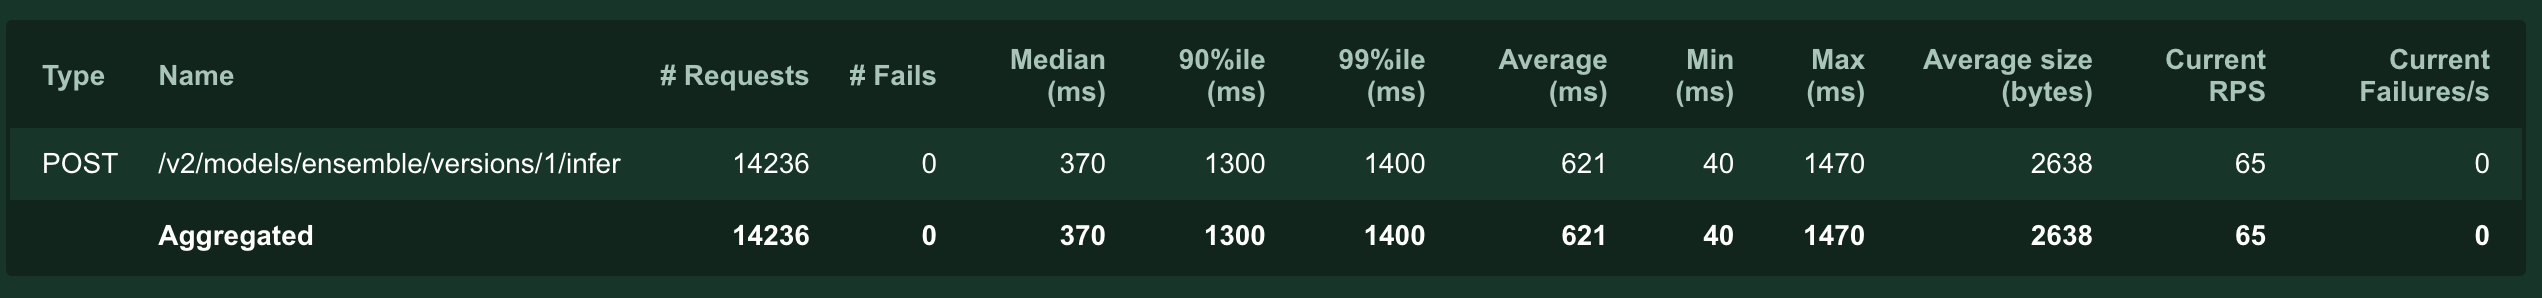 Type Name # Requests # Fails Median (ms) 90%ile (ms) 99%ile (ms) Average (ms) Min (ms) Max (ms) Average size (bytes) Current RPS Current Failures/s
POST /v2/models/ensemble/versions/1/infer 14236 0 370 1300 1400 621 40 1470 2638 65 0
Aggregated 14236 0 370 1300 1400 621 40 1470 2638 65 0